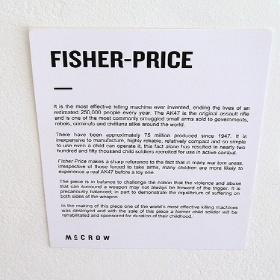 FISHER-PRICE
It is the most effective killing machine ever invented, ending the lives of an
estimated 250,000 people every year. The AK47 is the original assault rifle
and is one of the most commonly smuggled small arms sold to governments,
rebels, criminals and civilians alike around the world.
There have been approximately 75 million produced since 1947. It is
inexpensive to manufacture, highly reliable, relatively compact and so simple
to use even a child can operate it, this fact alone has resulted in nearly two
hundred and fifty thousand child soldiers recruited for use in active combat.
Fisher-Price makes a sharp reference to the fact that in many war torn areas,
irrespective of those forced to take arms, many children are more likely to
experience a real AK47 before a toy one.
The piece is in balance to challenge the notion that the violence and abuse
that can surround a weapon may not always be forward of the trigger. It is
precariously balanced, in part to demonstrate the equilibrium of suffering on
both sides of the weapon.
In the making of this piece one of the world's most effective killing machines
was destroyed and with the sale of this piece a former child soldier will be
rehabilitated and sponsored the duration of their childhood.
MCCROW